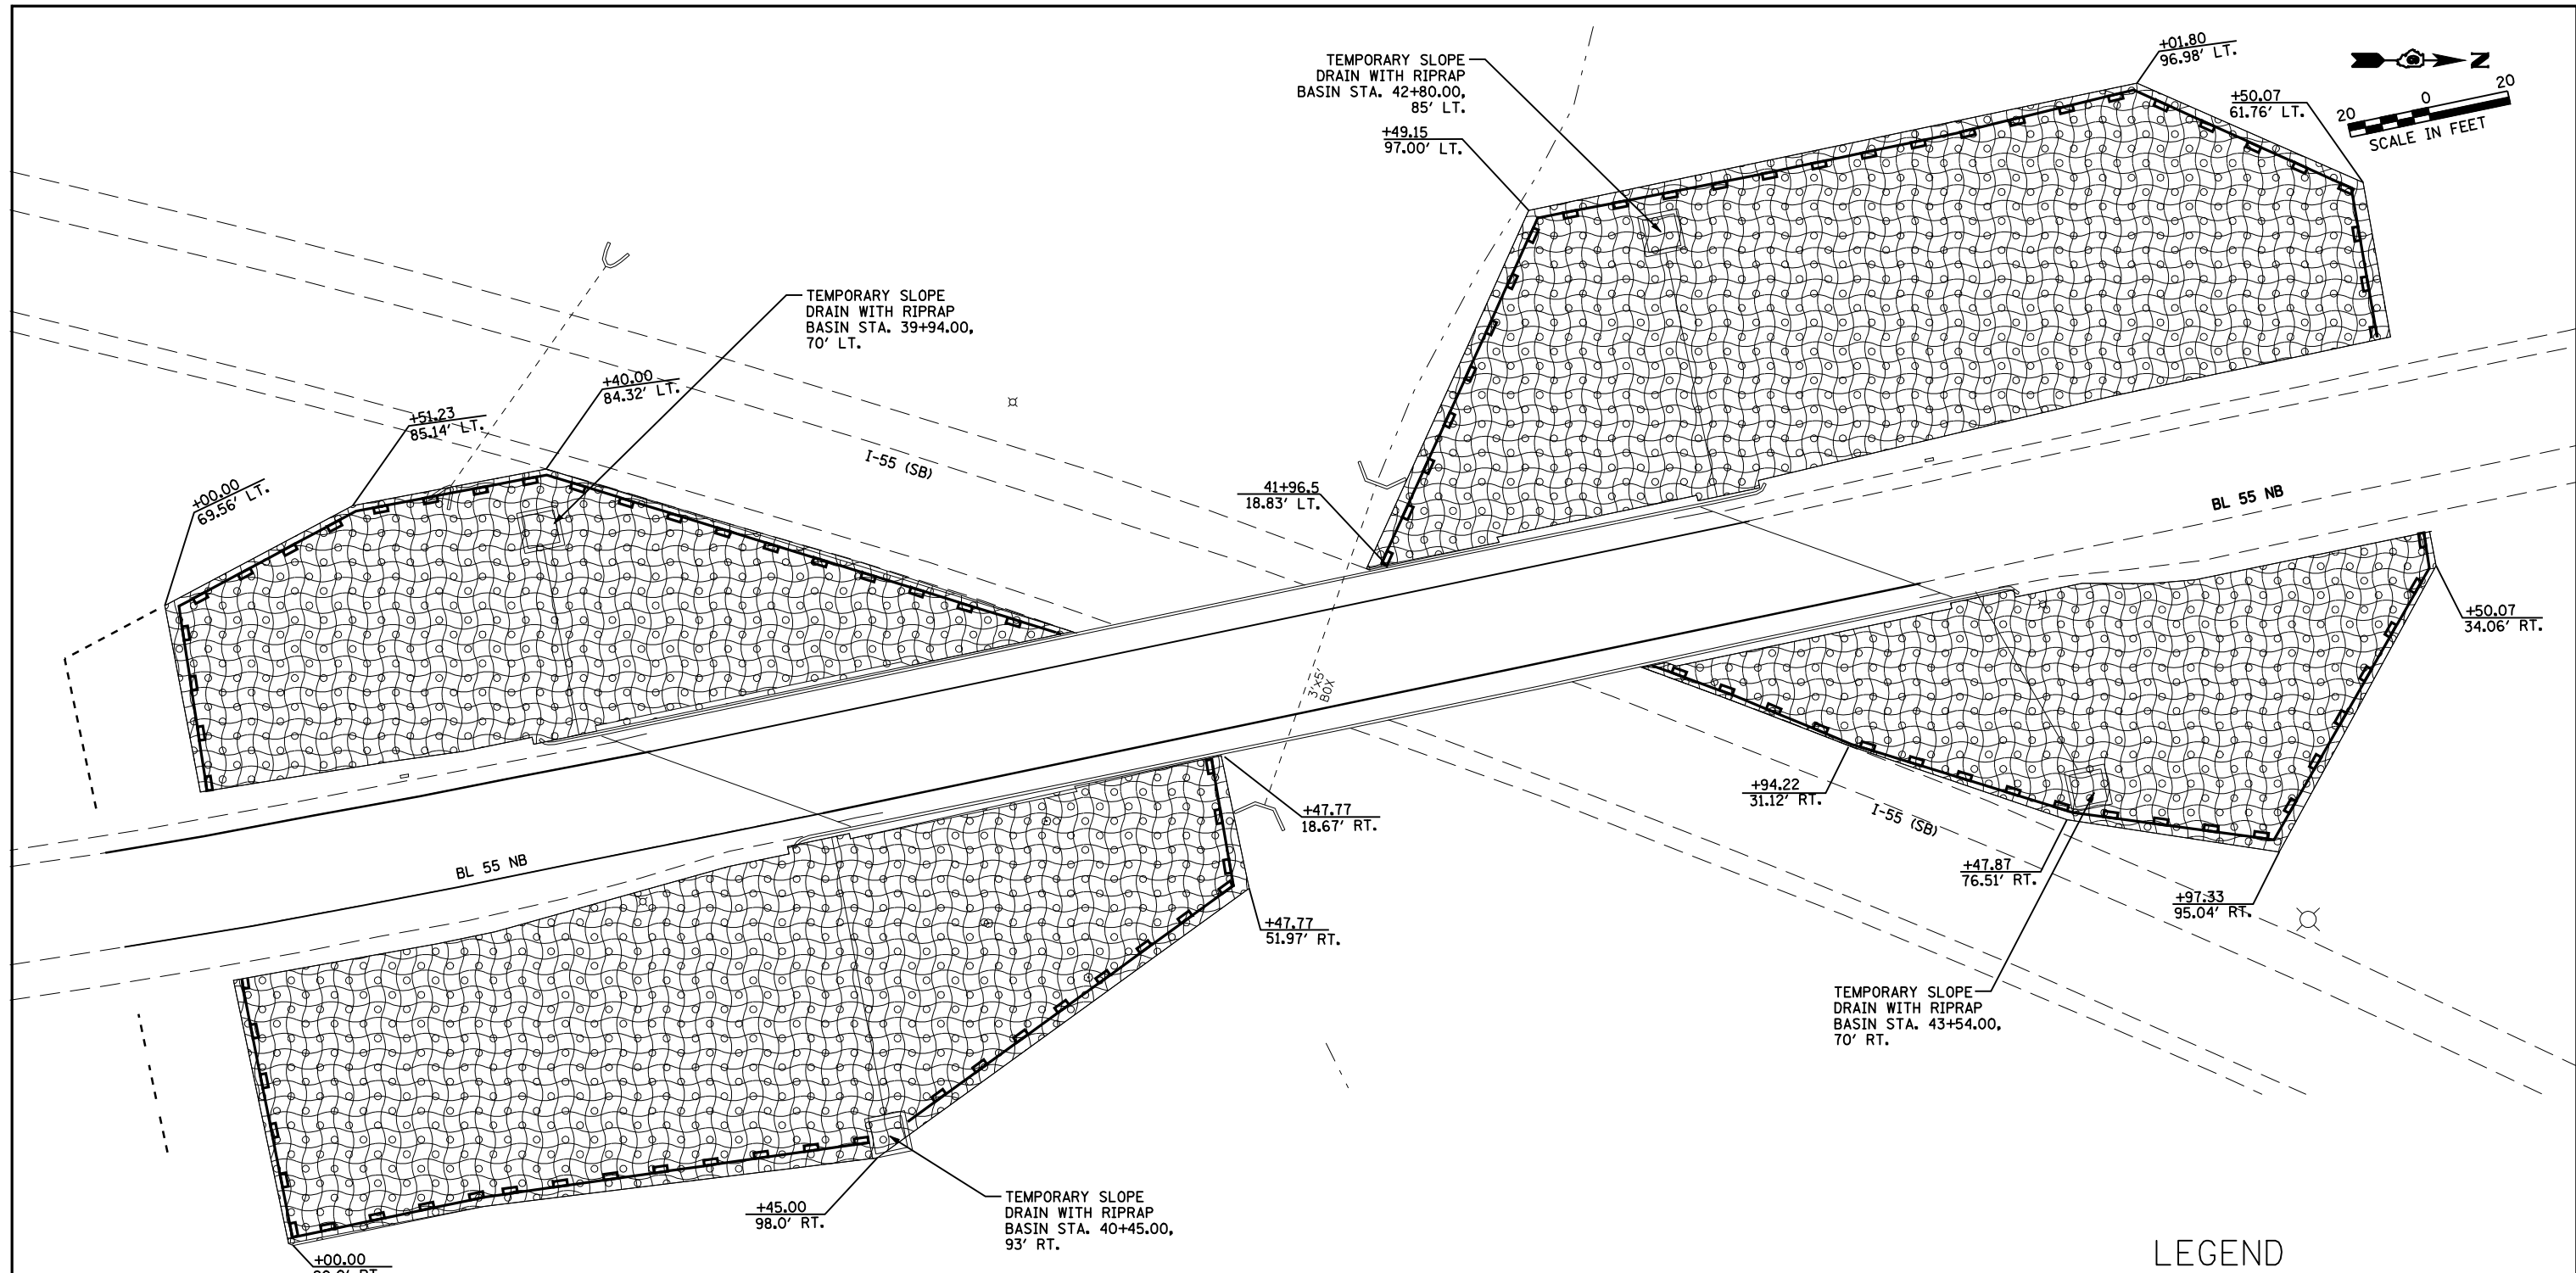 TEMPORARY SLOPE
DRAIN WITH RIPRAP
BASIN STA. 42+80.00,
85' LT.
+01.80
96.98' LT.
N
+50.07
61.76' LT.
20 0 20
SCALE IN FEET
+49.15
97.00' LT.
TEMPORARY SLOPE
DRAIN WITH RIPRAP
BASIN STA. 39+94.00,
70' LT.
+40.00
84.32' LT.
+51.23
85.14' LT.
+00.00
69.56' LT.
I-55 (SB)
41+96.5
18.83' LT.
BL 55 NB
3'x5'
BOX
+50.07
34.06' RT.
+94.22
31.12' RT.
I-55 (SB)
+47.77
18.67' RT.
BL 55 NB
+47.87
76.51' RT.
+97.33
95.04' RT.
+47.77
51.97' RT.
TEMPORARY SLOPE
DRAIN WITH RIPRAP
BASIN STA. 43+54.00,
70' RT.
+45.00
98.0' RT.
TEMPORARY SLOPE
DRAIN WITH RIPRAP
BASIN STA. 40+45.00,
93' RT.
+00.00
LEGEND